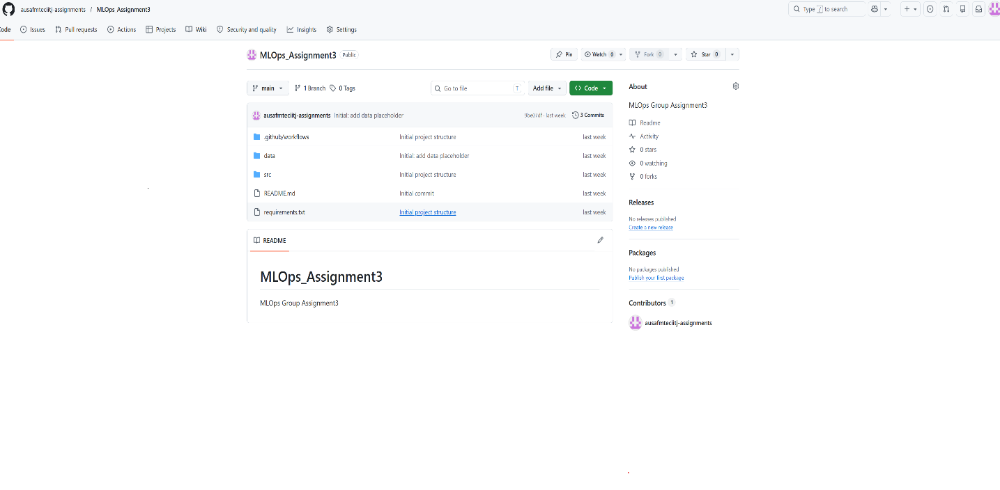 ausafmteciitj-assignments / MLOps_Assignment3
Type / to search
ode Issues Pull requests Actions Projects Wiki Security and quality Insights Settings
MLOps_Assignment3 Public
Pin Watch 0 Fork 0 Star 0
main 1 Branch 0 Tags Go to file T Add file Code
ausafmteciitj-assignments Initial: add data placeholder 9be07df · last week 3 Commits
.github/workflows Initial project structure last week
data Initial: add data placeholder last week
src Initial project structure last week
README.md Initial commit last week
requirements.txt Initial project structure last week
README
MLOps_Assignment3
MLOps Group Assignment3
About
MLOps Group Assignment3
Readme
Activity
0 stars
0 watching
0 forks
Releases
No releases published
Create a new release
Packages
No packages published
Publish your first package
Contributors 1
ausafmteciitj-assignments